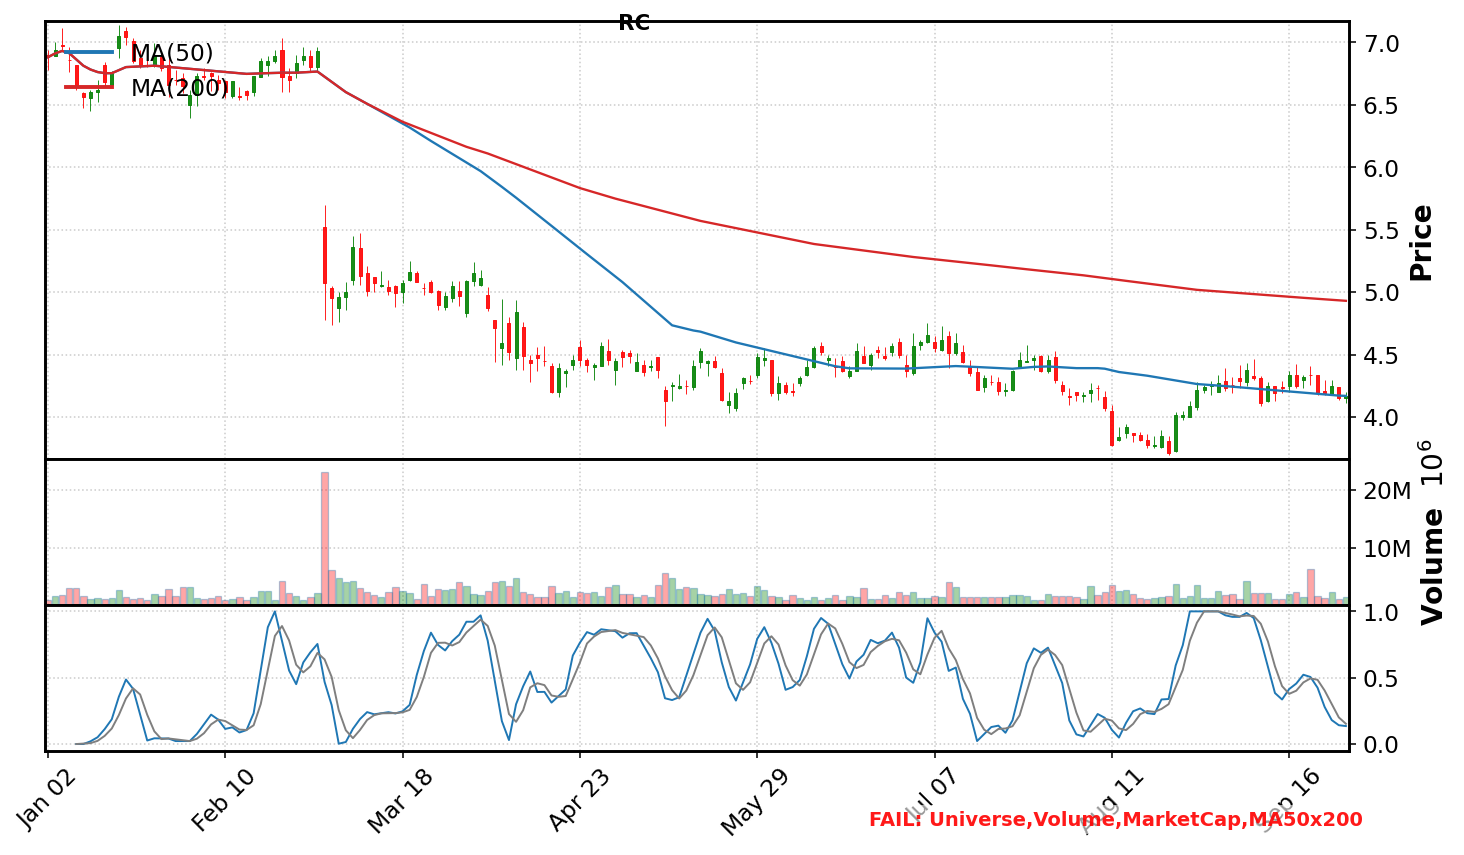 RC
MA(50)
MA(200)
7.0
6.5
6.0
5.5
5.0
4.5
4.0
Price
20M
10M
Volume 10^6
1.0
0.5
0.0
Jan 02
Feb 10
Mar 18
Apr 23
May 29
Jul 07
Aug 11
Sep 16
FAIL: Universe,Volume,MarketCap,MA50x200